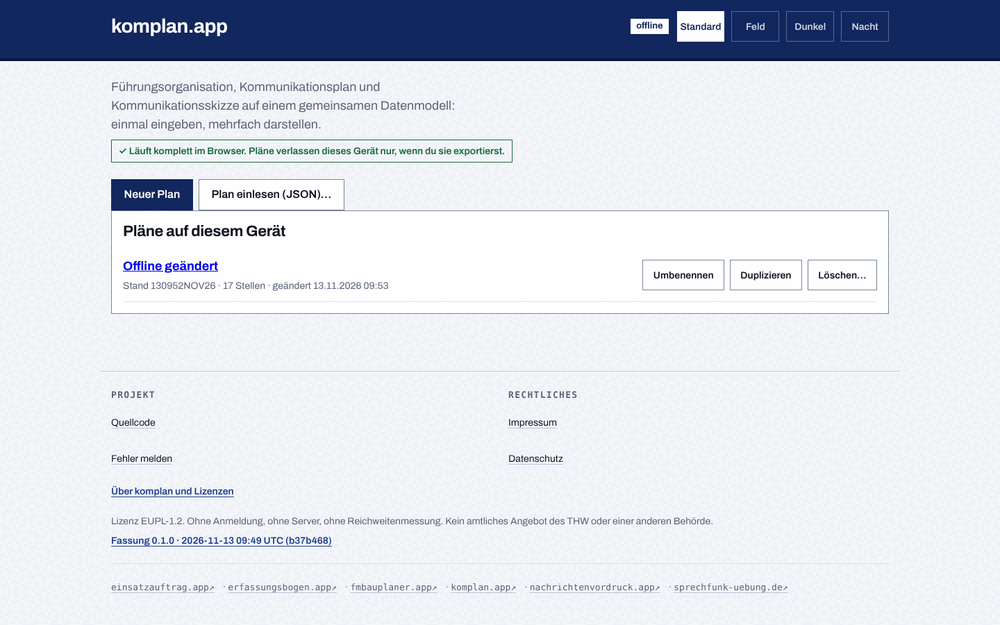 komplan.app
offline
Standard
Feld
Dunkel
Nacht
Führungsorganisation, Kommunikationsplan und
Kommunikationsskizze auf einem gemeinsamen Datenmodell:
einmal eingeben, mehrfach darstellen.
✓ Läuft komplett im Browser. Pläne verlassen dieses Gerät nur, wenn du sie exportierst.
Neuer Plan
Plan einlesen (JSON)…
Pläne auf diesem Gerät
Offline geändert
Stand 130952NOV26 · 17 Stellen · geändert 13.11.2026 09:53
Umbenennen
Duplizieren
Löschen…
PROJEKT
Quellcode
Fehler melden
Über komplan und Lizenzen
RECHTLICHES
Impressum
Datenschutz
Lizenz EUPL-1.2. Ohne Anmeldung, ohne Server, ohne Reichweitenmessung. Kein amtliches Angebot des THW oder einer anderen Behörde.
Fassung 0.1.0 · 2026-11-13 09:49 UTC (b37b468)
einsatzauftrag.app↗ · erfassungsbogen.app↗ · fmbauplaner.app↗ · komplan.app↗ · nachrichtenvordruck.app↗ · sprechfunk-uebung.de↗